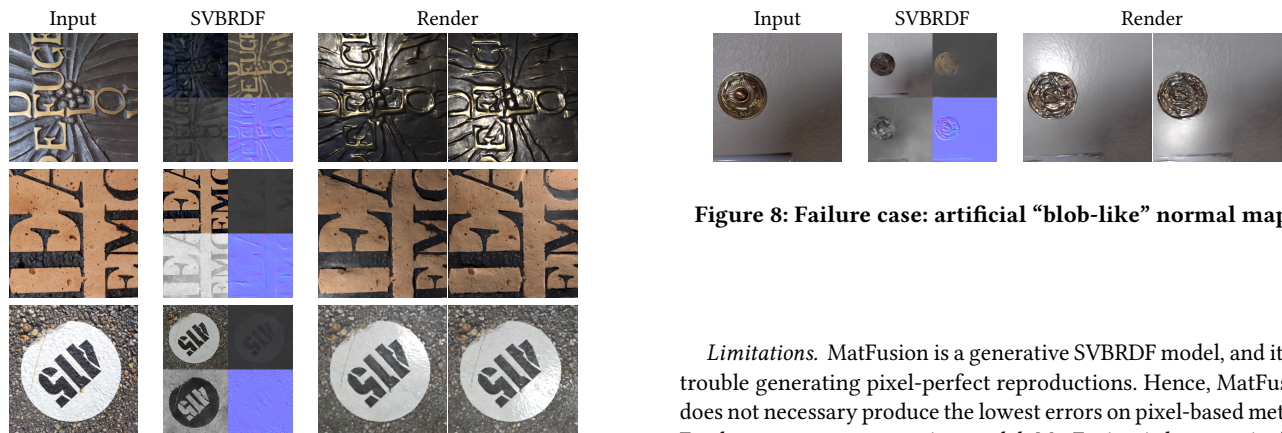 Input SVBRDF Render
Input SVBRDF Render
Figure 8: Failure case: artificial “blob-like” normal map
Limitations. MatFusion is a generative SVBRDF model, and it
trouble generating pixel-perfect reproductions. Hence, MatFus
does not necessary produce the lowest errors on pixel-based met